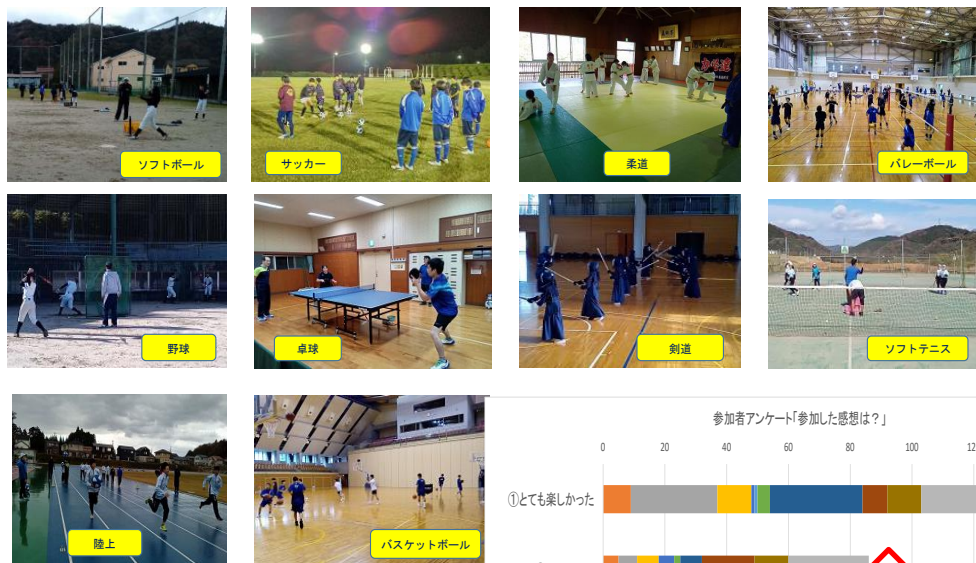 ソフトボール
サッカー
柔道
バレーボール
野球
卓球
剣道
ソフトテニス
陸上
バスケットボール
参加者アンケート「参加した感想は？」
0 20 40 60 80 100 12
①とても楽しかった